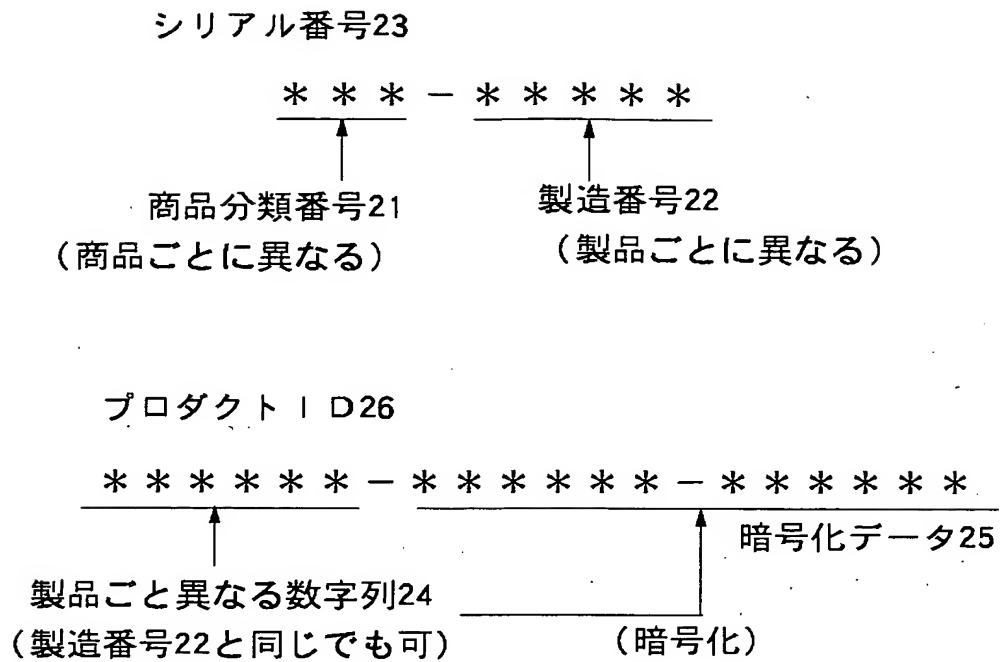 シリアル番号23
＊＊＊－＊＊＊＊＊
商品分類番号21
（商品ごとに異なる）
製造番号22
（製品ごとに異なる）
プロダクトＩＤ26
＊＊＊＊＊＊－＊＊＊＊＊＊－＊＊＊＊＊＊
暗号化データ25
製品ごと異なる数字列24
（製造番号22と同じでも可）
（暗号化）